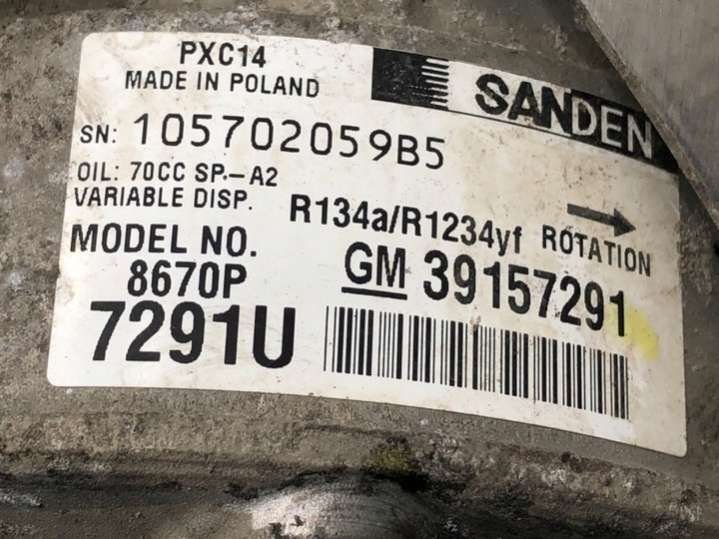 PXC14
MADE IN POLAND
SANDEN
SN: 105702059B5
OIL: 70CC SP.-A2
VARIABLE DISP.
R134a/R1234yf ROTATION
MODEL NO.
8670P
GM 39157291
7291U